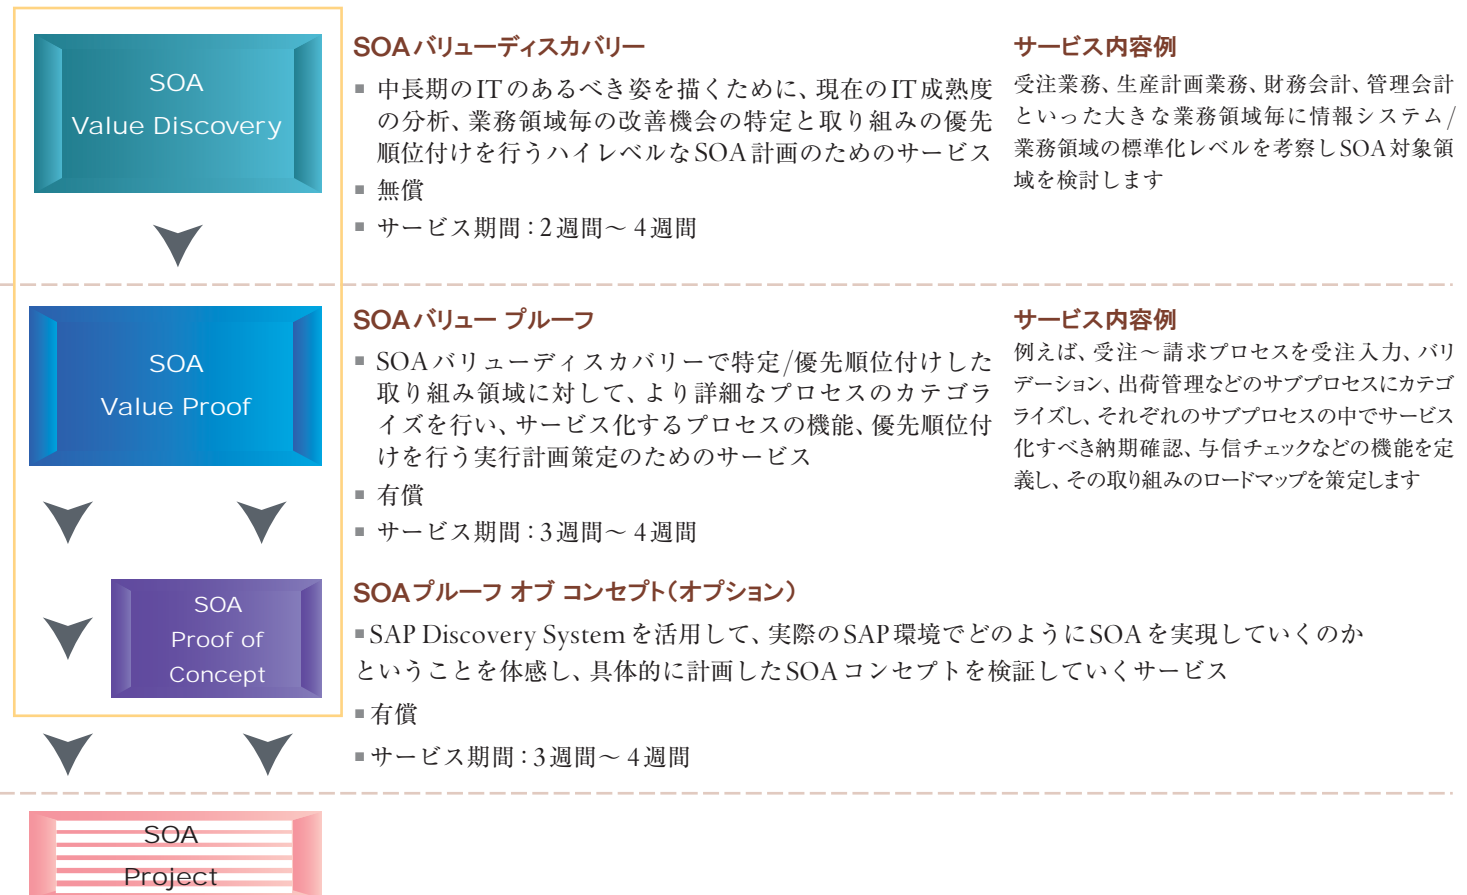 SOA
Value Discovery
SOAバリューディスカバリー
■ 中長期のITのあるべき姿を描くために、現在のIT成熟度
の分析、業務領域毎の改善機会の特定と取り組みの優先
順位付けを行うハイレベルなSOA計画のためのサービス
■ 無償
■ サービス期間：2週間～4週間
サービス内容例
受注業務、生産計画業務、財務会計、管理会計
といった大きな業務領域毎に情報システム/
業務領域の標準化レベルを考察しSOA対象領
域を検討します
SOA
Value Proof
SOAバリュー プルーフ
■ SOAバリューディスカバリーで特定/優先順位付けした
取り組み領域に対して、より詳細なプロセスのカテゴラ
イズを行い、サービス化するプロセスの機能、優先順位付
けを行う実行計画策定のためのサービス
■ 有償
■ サービス期間：3週間～4週間
サービス内容例
例えば、受注～請求プロセスを受注入力、バリ
デーション、出荷管理などのサブプロセスにカテゴ
ライズし、それぞれのサブプロセスの中でサービス
化すべき納期確認、与信チェックなどの機能を定
義し、その取り組みのロードマップを策定します
SOA
Proof of
Concept
SOAプルーフ オブ コンセプト（オプション）
■SAP Discovery Systemを活用して、実際のSAP環境でどのようにSOAを実現していくのか
ということを体感し、具体的に計画したSOAコンセプトを検証していくサービス
■有償
■サービス期間：3週間～4週間
SOA
Project